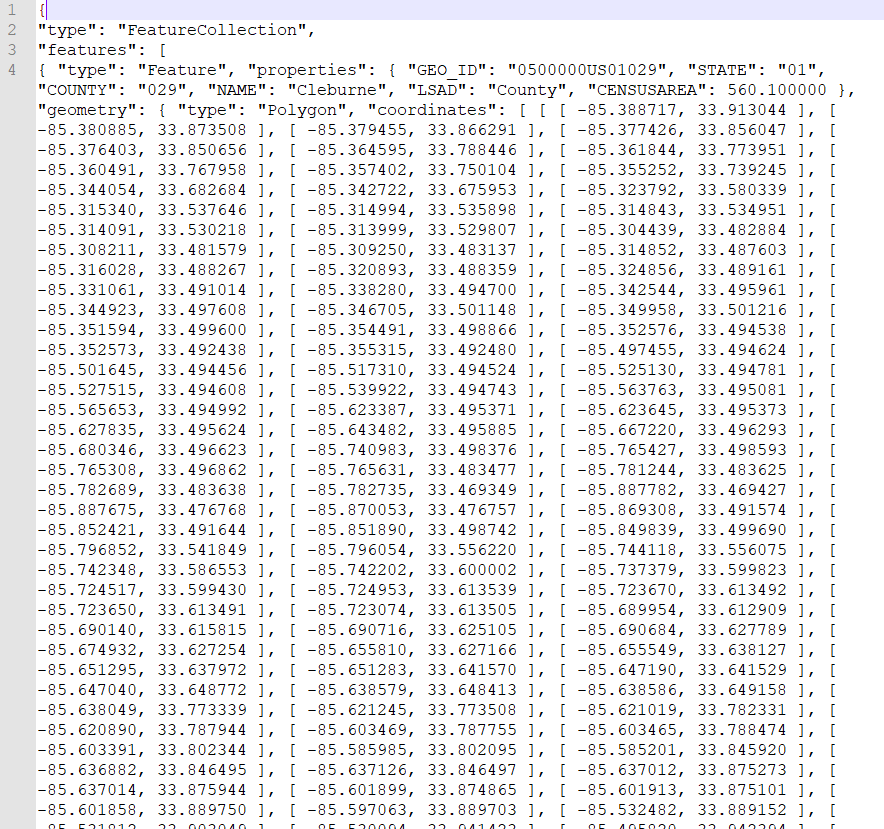 1 {
2 "type": "FeatureCollection",
3 "features": [
4 { "type": "Feature", "properties": { "GEO_ID": "0500000US01029", "STATE": "01",
"COUNTY": "029", "NAME": "Cleburne", "LSAD": "County", "CENSUSAREA": 560.100000 },
"geometry": { "type": "Polygon", "coordinates": [ [ [ -85.388717, 33.913044 ], [
-85.380885, 33.873508 ], [ -85.379455, 33.866291 ], [ -85.377426, 33.856047 ], [
-85.376403, 33.850656 ], [ -85.364595, 33.788446 ], [ -85.361844, 33.773951 ], [
-85.360491, 33.767958 ], [ -85.357402, 33.750104 ], [ -85.355252, 33.739245 ], [
-85.344054, 33.682684 ], [ -85.342722, 33.675953 ], [ -85.323792, 33.580339 ], [
-85.315340, 33.537646 ], [ -85.314994, 33.535898 ], [ -85.314843, 33.534951 ], [
-85.314091, 33.530218 ], [ -85.313999, 33.529807 ], [ -85.304439, 33.482884 ], [
-85.308211, 33.481579 ], [ -85.309250, 33.483137 ], [ -85.314852, 33.487603 ], [
-85.316028, 33.488267 ], [ -85.320893, 33.488359 ], [ -85.324856, 33.489161 ], [
-85.331061, 33.491014 ], [ -85.338280, 33.494700 ], [ -85.342544, 33.495961 ], [
-85.344923, 33.497608 ], [ -85.346705, 33.501148 ], [ -85.349958, 33.501216 ], [
-85.351594, 33.499600 ], [ -85.354491, 33.498866 ], [ -85.352576, 33.494538 ], [
-85.352573, 33.492438 ], [ -85.355315, 33.492480 ], [ -85.497455, 33.494624 ], [
-85.501645, 33.494456 ], [ -85.517310, 33.494524 ], [ -85.525130, 33.494781 ], [
-85.527515, 33.494608 ], [ -85.539922, 33.494743 ], [ -85.563763, 33.495081 ], [
-85.565653, 33.494992 ], [ -85.623387, 33.495371 ], [ -85.623645, 33.495373 ], [
-85.627835, 33.495624 ], [ -85.643482, 33.495885 ], [ -85.667220, 33.496293 ], [
-85.680346, 33.496623 ], [ -85.740983, 33.498376 ], [ -85.765427, 33.498593 ], [
-85.765308, 33.496862 ], [ -85.765631, 33.483477 ], [ -85.781244, 33.483625 ], [
-85.782689, 33.483638 ], [ -85.782735, 33.469349 ], [ -85.887782, 33.469427 ], [
-85.887675, 33.476768 ], [ -85.870053, 33.476757 ], [ -85.869308, 33.491574 ], [
-85.852421, 33.491644 ], [ -85.851890, 33.498742 ], [ -85.849839, 33.499690 ], [
-85.796852, 33.541849 ], [ -85.796054, 33.556220 ], [ -85.744118, 33.556075 ], [
-85.742348, 33.586553 ], [ -85.742202, 33.600002 ], [ -85.737379, 33.599823 ], [
-85.724517, 33.599430 ], [ -85.724953, 33.613539 ], [ -85.723670, 33.613492 ], [
-85.723650, 33.613491 ], [ -85.723074, 33.613505 ], [ -85.689954, 33.612909 ], [
-85.690140, 33.615815 ], [ -85.690716, 33.625105 ], [ -85.690684, 33.627789 ], [
-85.674932, 33.627254 ], [ -85.655810, 33.627166 ], [ -85.655549, 33.638127 ], [
-85.651295, 33.637972 ], [ -85.651283, 33.641570 ], [ -85.647190, 33.641529 ], [
-85.647040, 33.648772 ], [ -85.638579, 33.648413 ], [ -85.638586, 33.649158 ], [
-85.638049, 33.773339 ], [ -85.621245, 33.773508 ], [ -85.621019, 33.782331 ], [
-85.620890, 33.787944 ], [ -85.603469, 33.787755 ], [ -85.603465, 33.788474 ], [
-85.603391, 33.802344 ], [ -85.585985, 33.802095 ], [ -85.585201, 33.845920 ], [
-85.636882, 33.846495 ], [ -85.637126, 33.846497 ], [ -85.637012, 33.875273 ], [
-85.637014, 33.875944 ], [ -85.601899, 33.874865 ], [ -85.601913, 33.875101 ], [
-85.601858, 33.889750 ], [ -85.597063, 33.889703 ], [ -85.532482, 33.889152 ], [